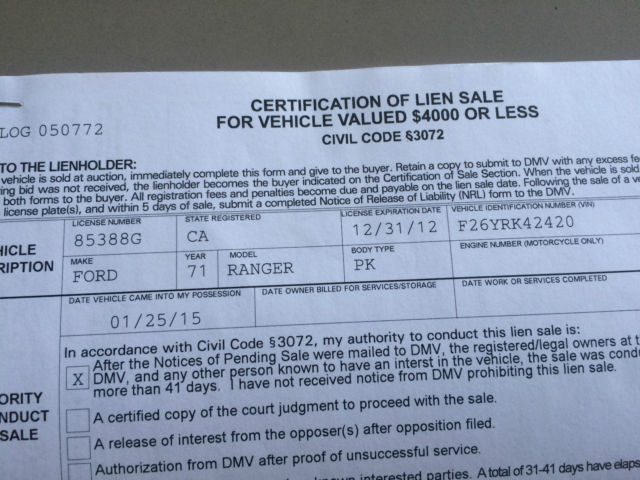 LOG 050772
CERTIFICATION OF LIEN SALE
FOR VEHICLE VALUED $4000 OR LESS
CIVIL CODE §3072
TO THE LIENHOLDER:
vehicle is sold at auction, immediately complete this form and give to the buyer. Retain a copy to submit to DMV with any excess fe
ing bid was not received, the lienholder becomes the buyer indicated on the Certification of Sale Section. When the vehicle is sold
both forms to the buyer. All registration fees and penalties become due and payable on the lien sale date. Following the sale of a ve
license plate(s), and within 5 days of sale, submit a completed Notice of Release of Liability (NRL) form to the DMV.
LICENSE NUMBER STATE REGISTERED LICENSE EXPIRATION DATE VEHICLE IDENTIFICATION NUMBER (VIN)
85388G CA 12/31/12 F26YRK42420
HICLE
RIPTION
MAKE YEAR MODEL BODY TYPE ENGINE NUMBER (MOTORCYCLE ONLY)
FORD 71 RANGER PK
DATE VEHICLE CAME INTO MY POSSESSION DATE OWNER BILLED FOR SERVICES/STORAGE DATE WORK OR SERVICES COMPLETED
01/25/15
In accordance with Civil Code §3072, my authority to conduct this lien sale is:
X After the Notices of Pending Sale were mailed to DMV, the registered/legal owners at t
DMV, and any other person known to have an interst in the vehicle, the sale was cond
more than 41 days. I have not received notice from DMV prohibiting this lien sale.
ORITY
NDUCT
SALE
A certified copy of the court judgment to proceed with the sale.
A release of interest from the opposer(s) after opposition filed.
Authorization from DMV after proof of unsuccessful service.
interested parties. A total of 31-41 days have elaps